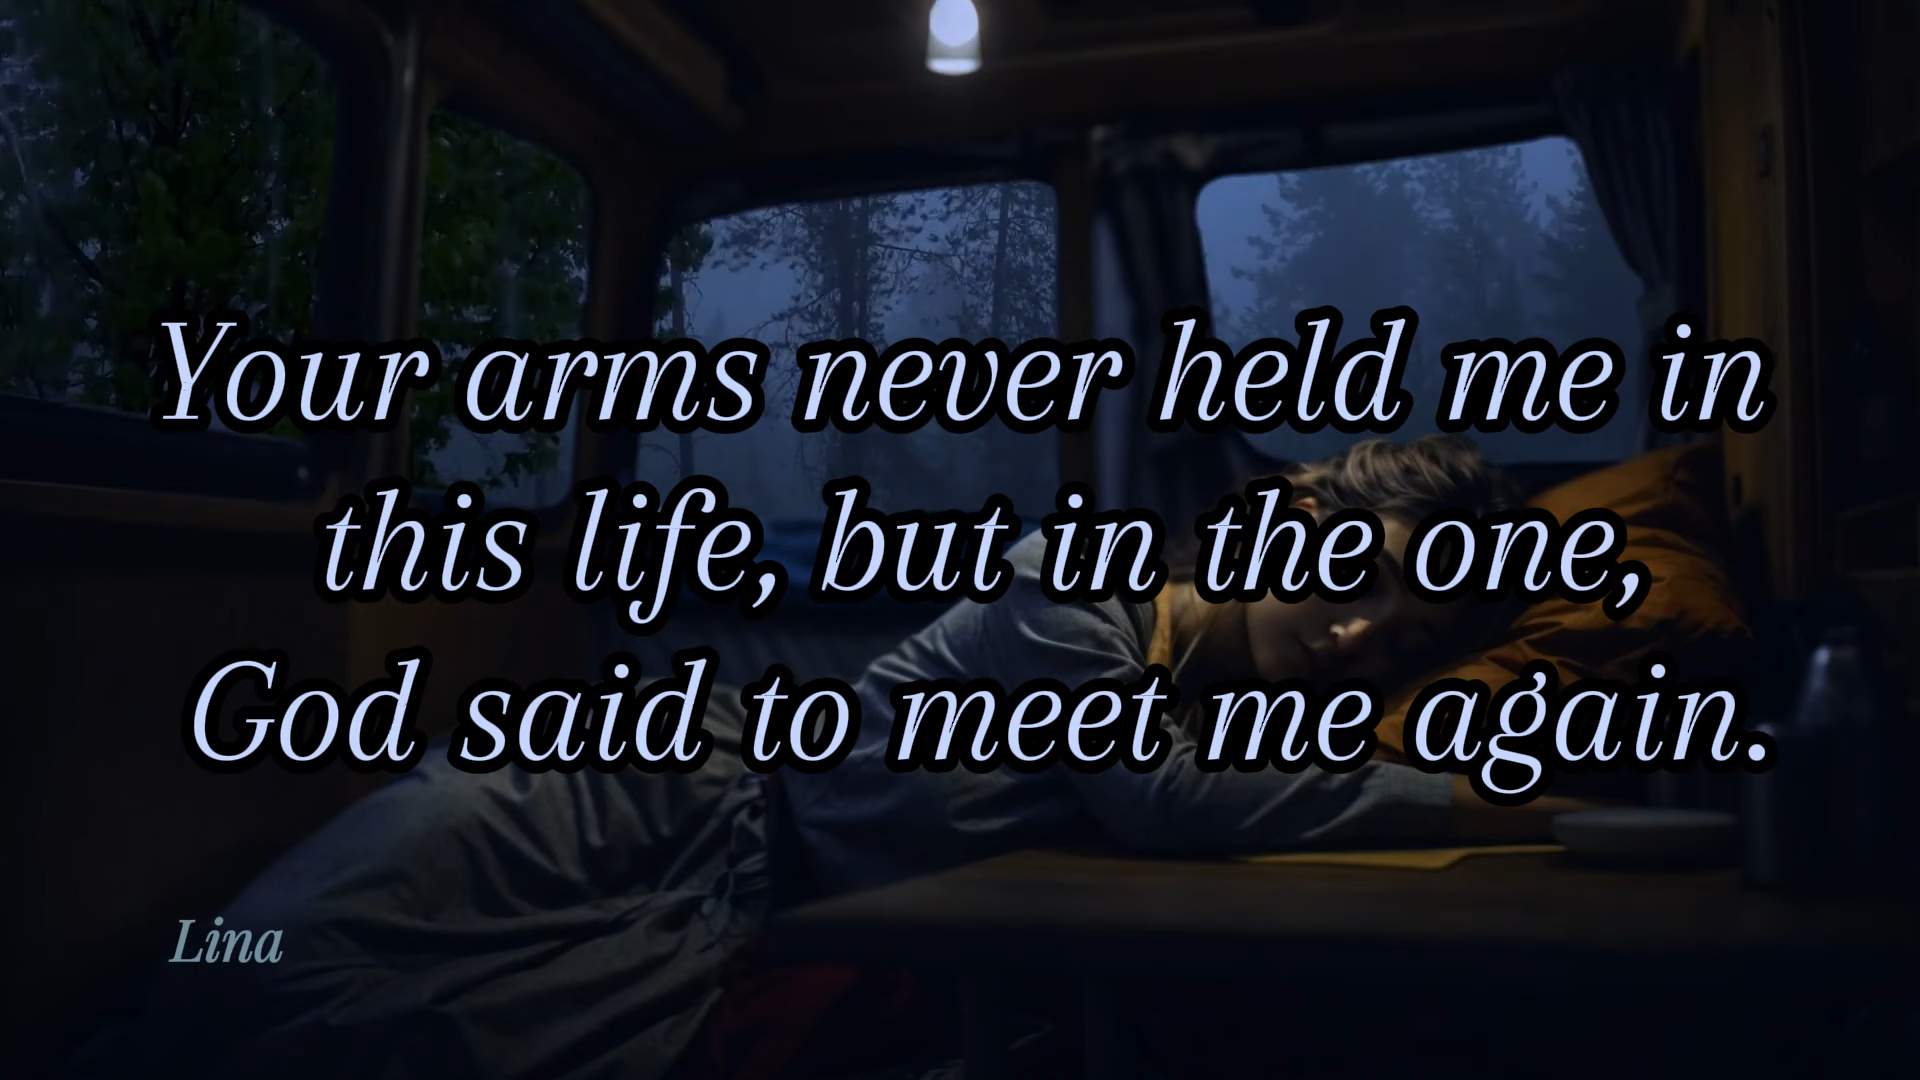 Your arms never held me in
this life, but in the one,
God said to meet me again.
Lina